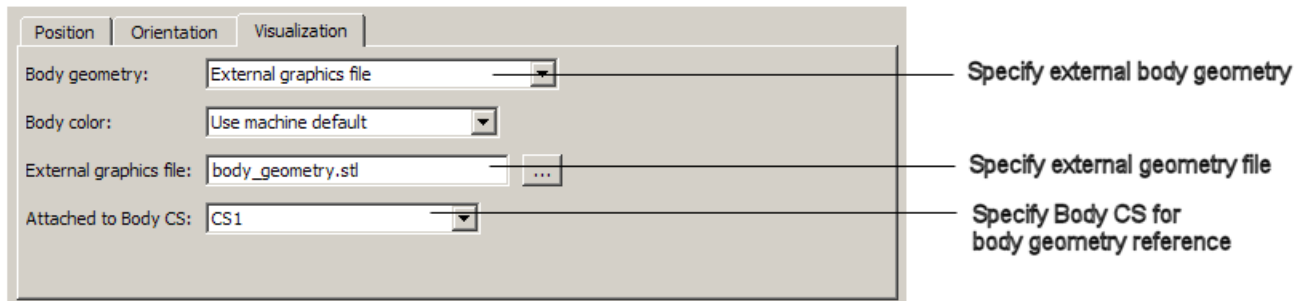 Position Orientation Visualization
Body geometry: External graphics file Specify external body geometry
Body color: Use machine default
External graphics file: body_geometry.stl ... Specify external geometry file
Attached to Body CS: CS1 Specify Body CS for
body geometry reference